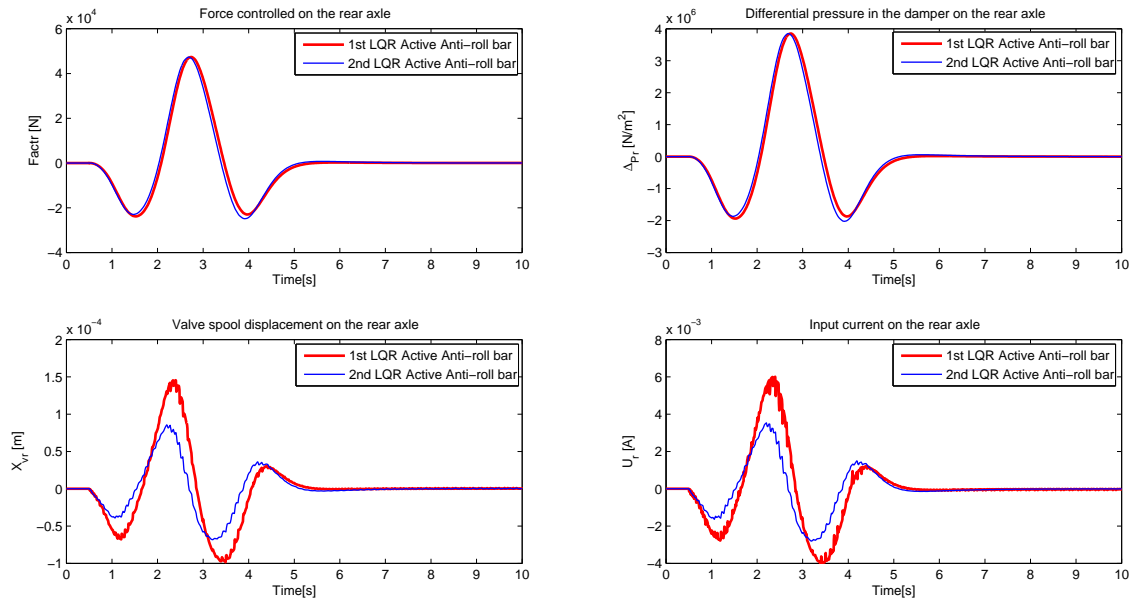 Force controlled on the rear axle
x 10^4
6
4
2
0
−2
−4
0 1 2 3 4 5 6 7 8 9 10
Factr [N]
Time[s]
1st LQR Active Anti−roll bar
2nd LQR Active Anti−roll bar
Differential pressure in the damper on the rear axle
x 10^6
4
3
2
1
0
−1
−2
−3
0 1 2 3 4 5 6 7 8 9 10
Δ_Pr [N/m^2]
Time[s]
1st LQR Active Anti−roll bar
2nd LQR Active Anti−roll bar
Valve spool displacement on the rear axle
x 10^−4
2
1.5
1
0.5
0
−0.5
−1
0 1 2 3 4 5 6 7 8 9 10
X_vr [m]
Time[s]
1st LQR Active Anti−roll bar
2nd LQR Active Anti−roll bar
Input current on the rear axle
x 10^−3
8
6
4
2
0
−2
−4
0 1 2 3 4 5 6 7 8 9 10
U_r [A]
Time[s]
1st LQR Active Anti−roll bar
2nd LQR Active Anti−roll bar